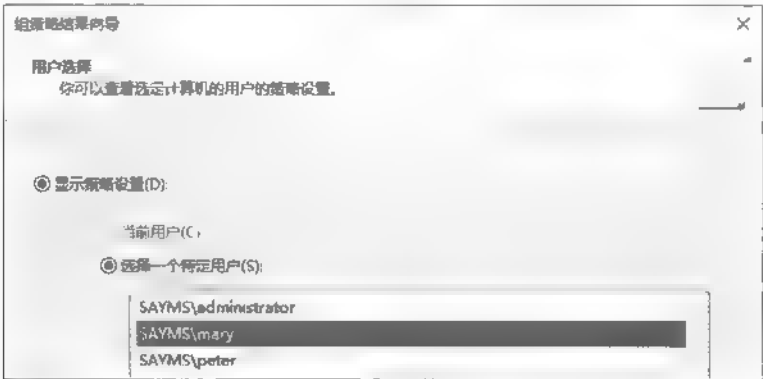 组策略结果向导
用户选择
你可以查看选定计算机的用户的策略设置。
显示策略设置(D):
当前用户(C)
选择一个特定用户(S):
SAYMS\administrator
SAYMS\mary
SAYMS\peter